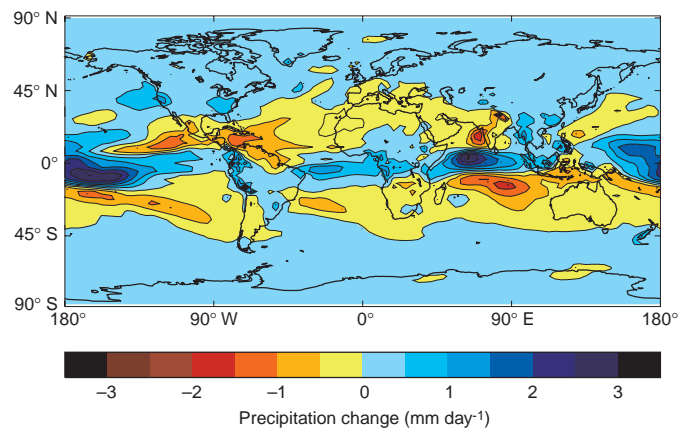 90° N
45° N
0°
45° S
90° S
180° 90° W 0° 90° E 180°
–3 –2 –1 0 1 2 3
Precipitation change (mm day-1)